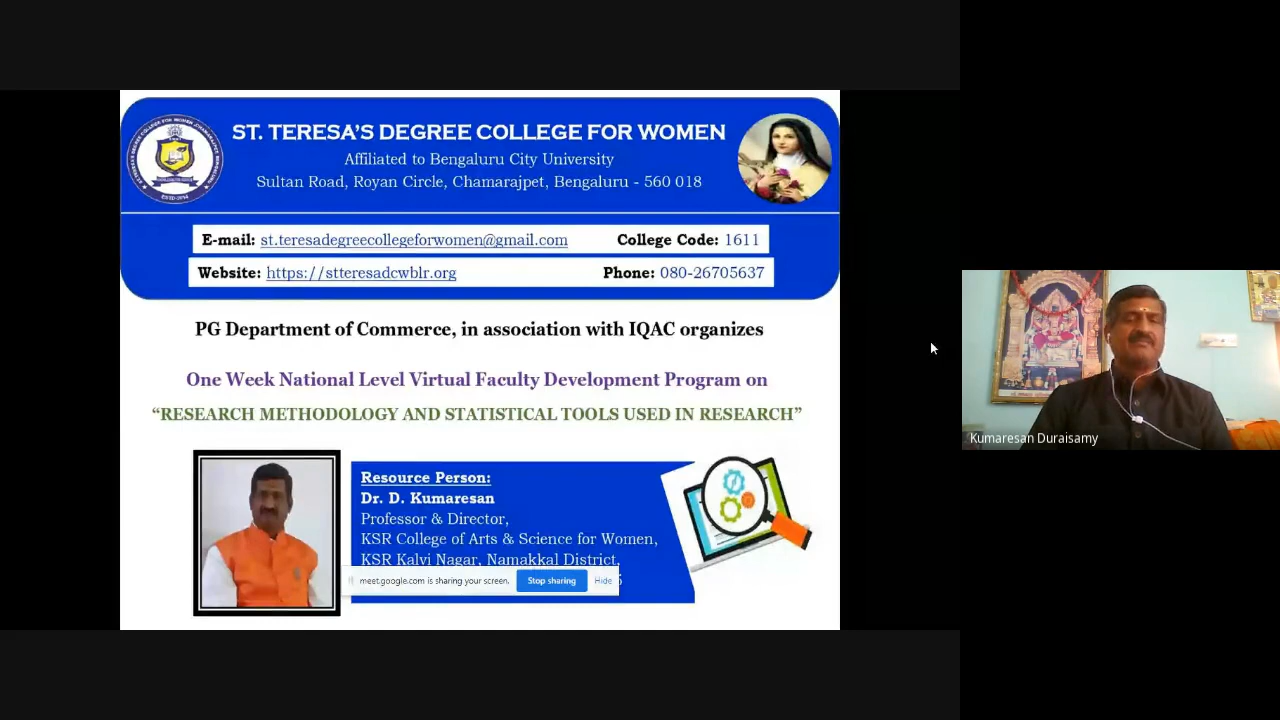 ST. TERESA'S DEGREE COLLEGE FOR WOMEN
Affiliated to Bengaluru City University
Sultan Road, Royan Circle, Chamarajpet, Bengaluru - 560 018
E-mail: st.teresadegreecollegeforwomen@gmail.com College Code: 1611
Website: https://stteresadcwblr.org Phone: 080-26705637
PG Department of Commerce, in association with IQAC organizes
One Week National Level Virtual Faculty Development Program on
“RESEARCH METHODOLOGY AND STATISTICAL TOOLS USED IN RESEARCH”
Resource Person:
Dr. D. Kumaresan
Professor & Director,
KSR College of Arts & Science for Women,
KSR Kalvi Nagar, Namakkal District,
meet.google.com is sharing your screen. Stop sharing Hide
Kumaresan Duraisamy